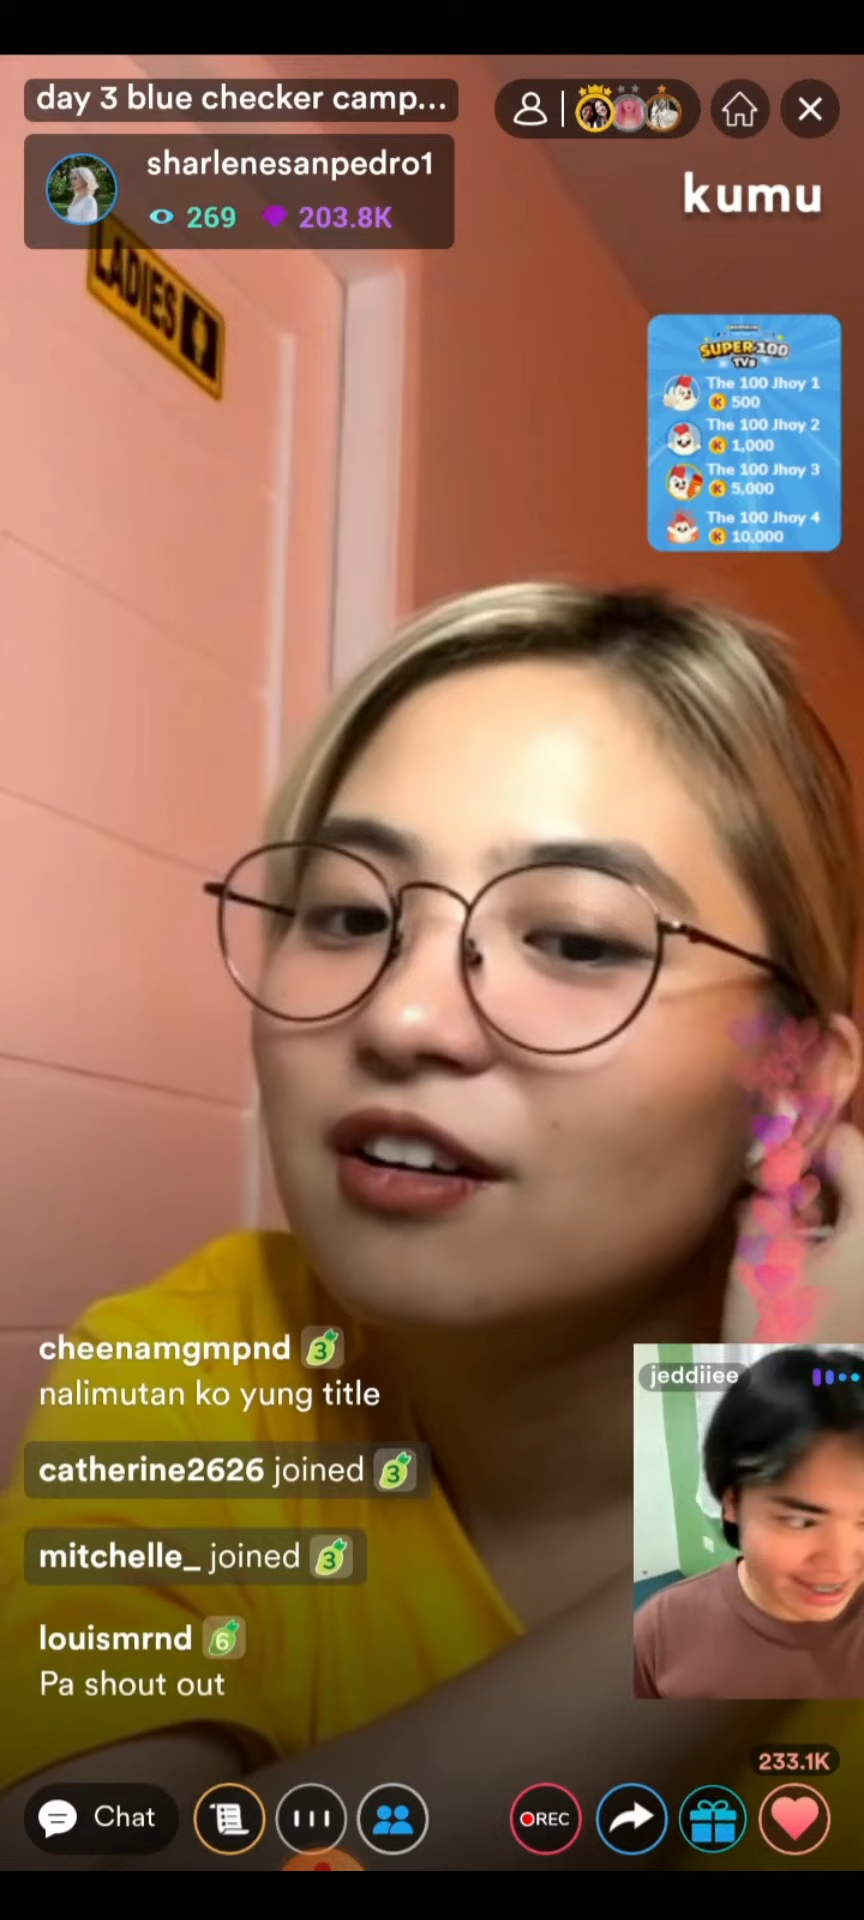 day 3 blue checker camp...
sharlenesanpedro1
269 203.8K
kumu
LADIES
SUPER 100
TVs
The 100 Jhoy 1
K 500
The 100 Jhoy 2
K 1,000
The 100 Jhoy 3
K 5,000
The 100 Jhoy 4
K 10,000
cheenamgmpnd 3
nalimutan ko yung title
catherine2626 joined 3
mitchelle_ joined 3
louismrnd 6
Pa shout out
jeddiiee
233.1K
Chat
REC